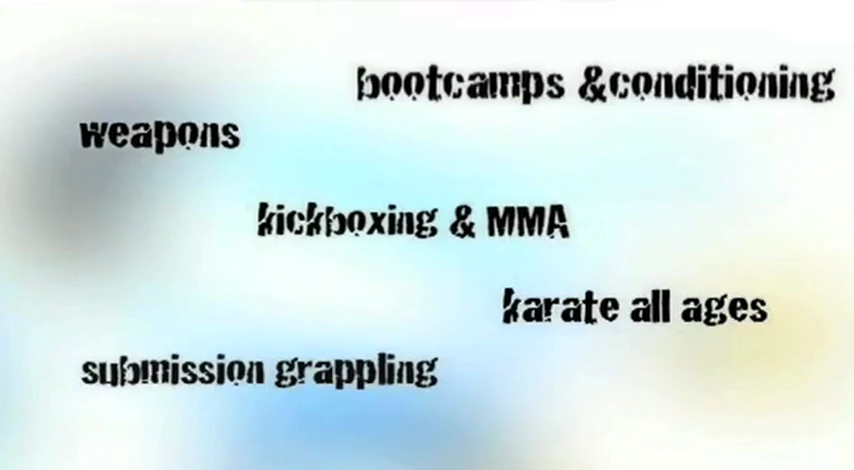 bootcamps &conditioning
weapons
kickboxing & MMA
karate all ages
submission grappling